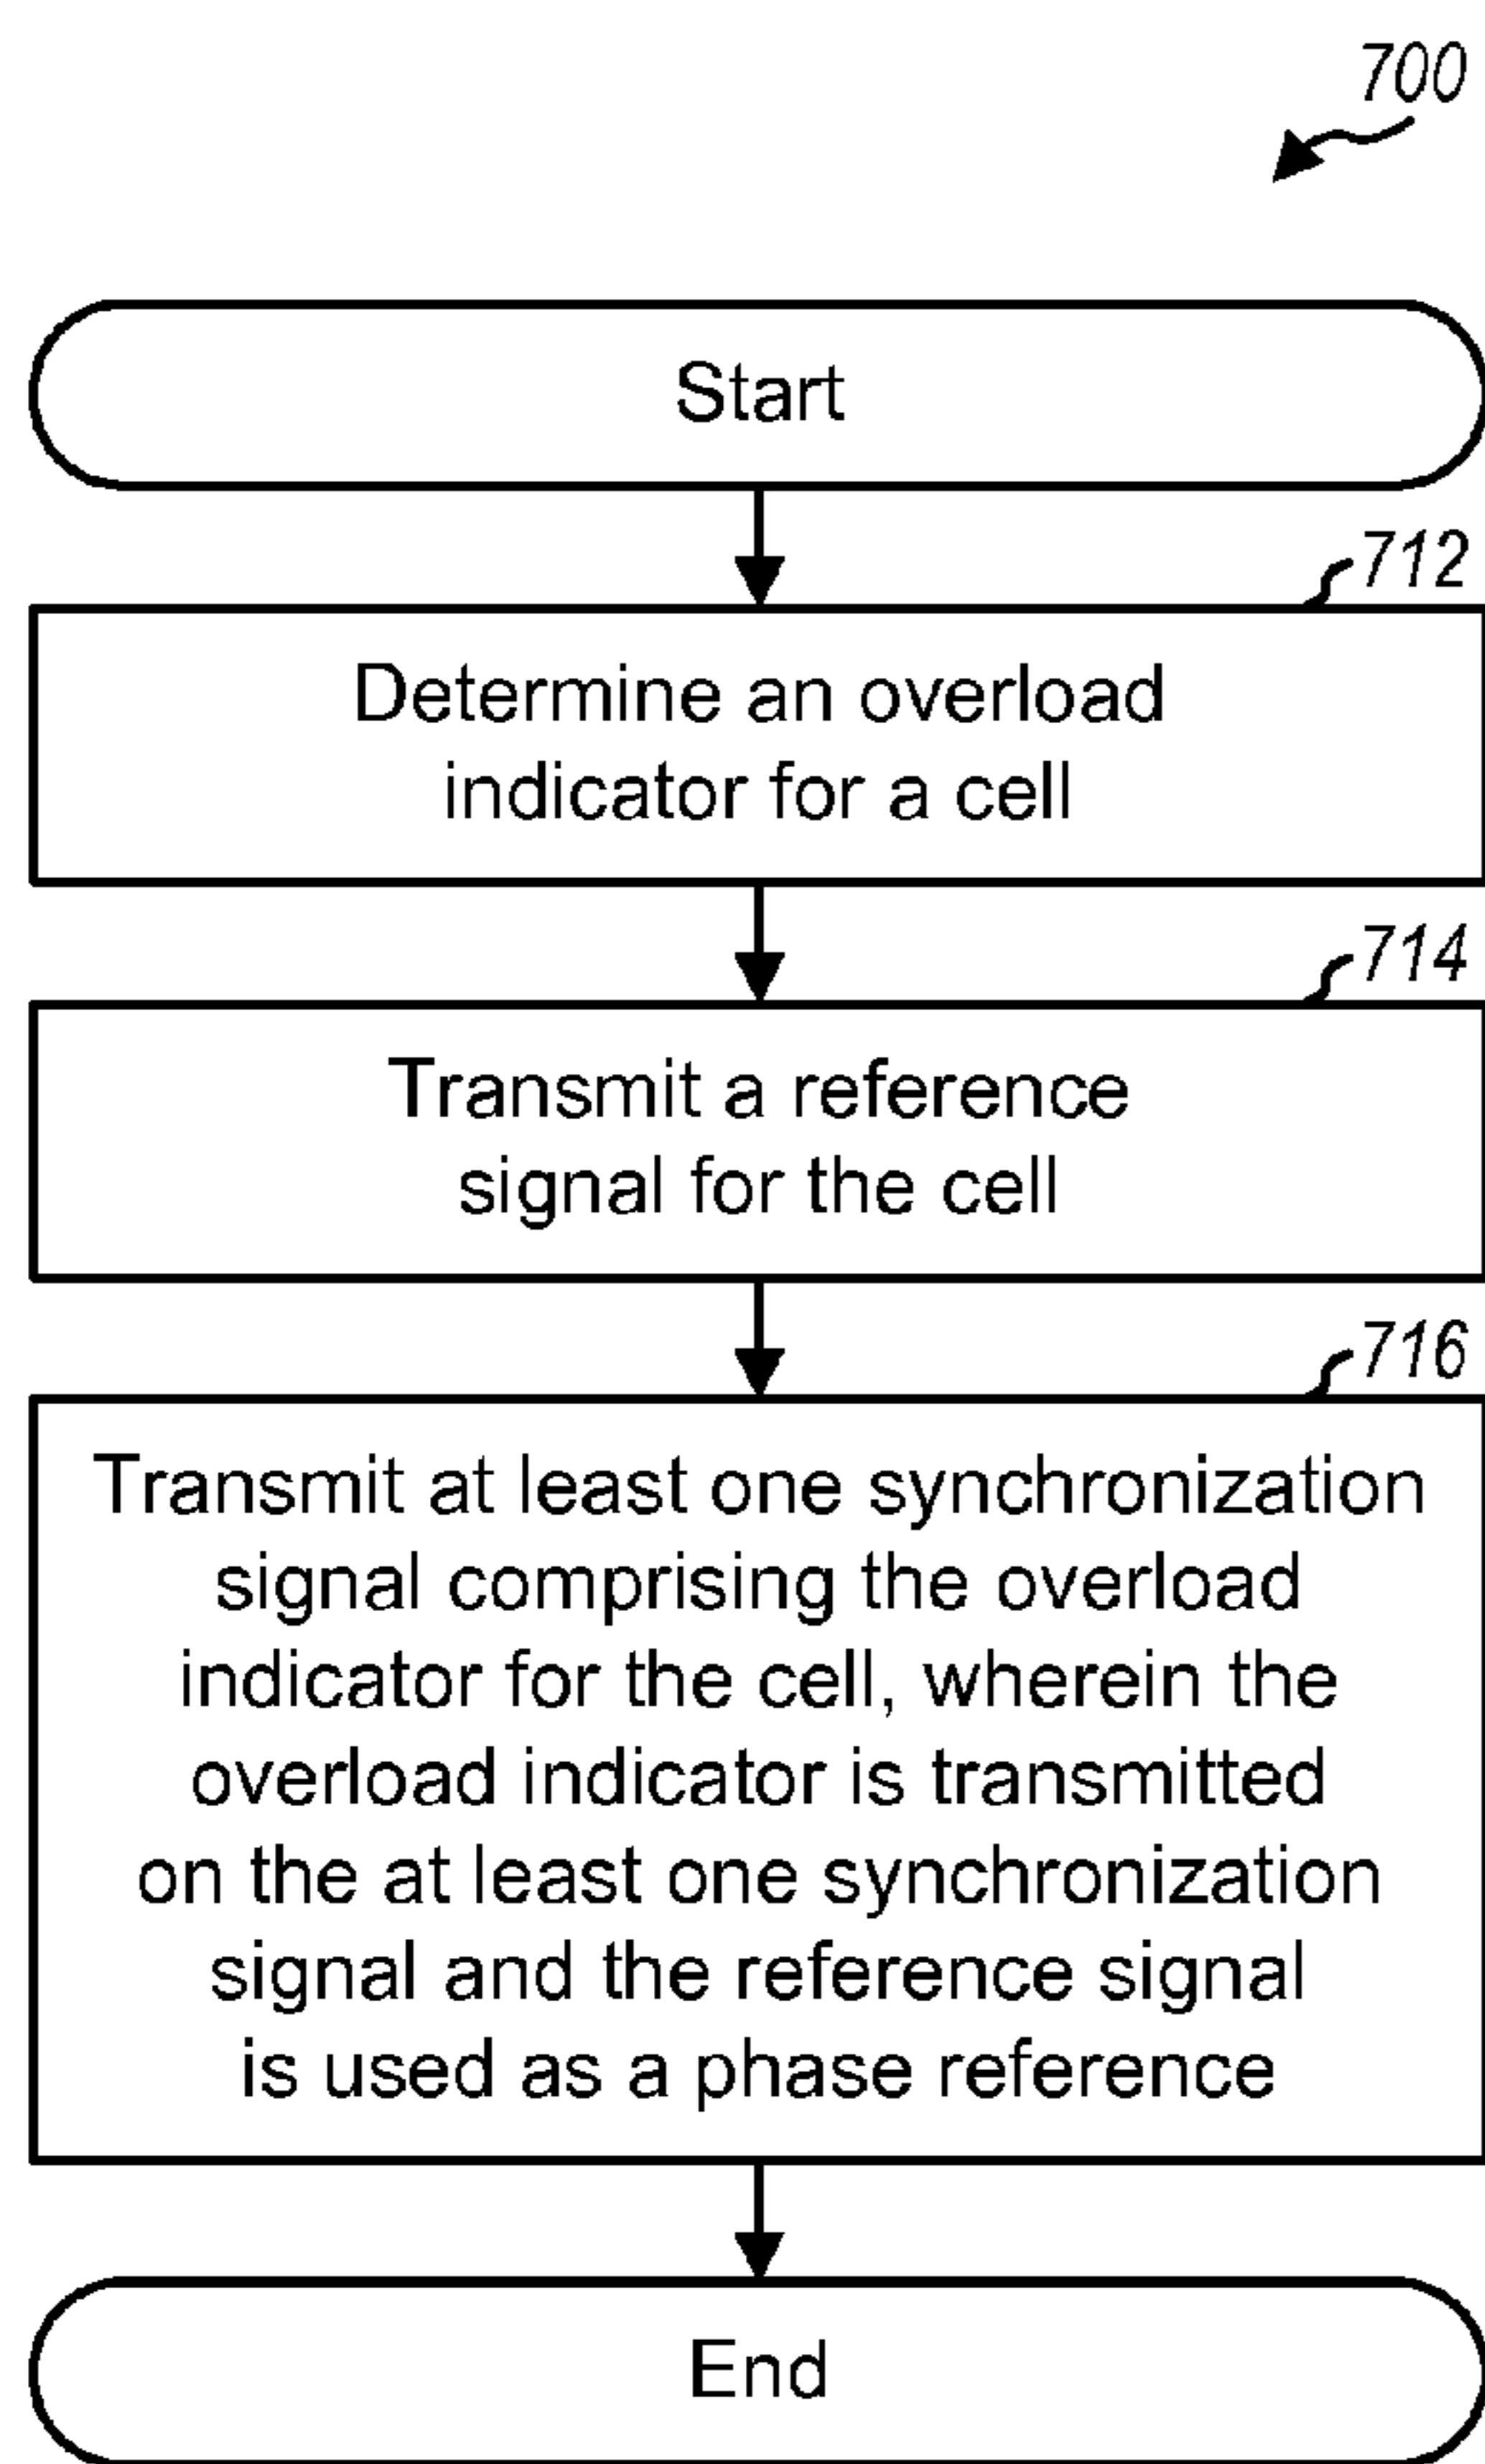 700
Start
712
Determine an overload
indicator for a cell
714
Transmit a reference
signal for the cell
716
Transmit at least one synchronization
signal comprising the overload
indicator for the cell, wherein the
overload indicator is transmitted
on the at least one synchronization
signal and the reference signal
is used as a phase reference
End